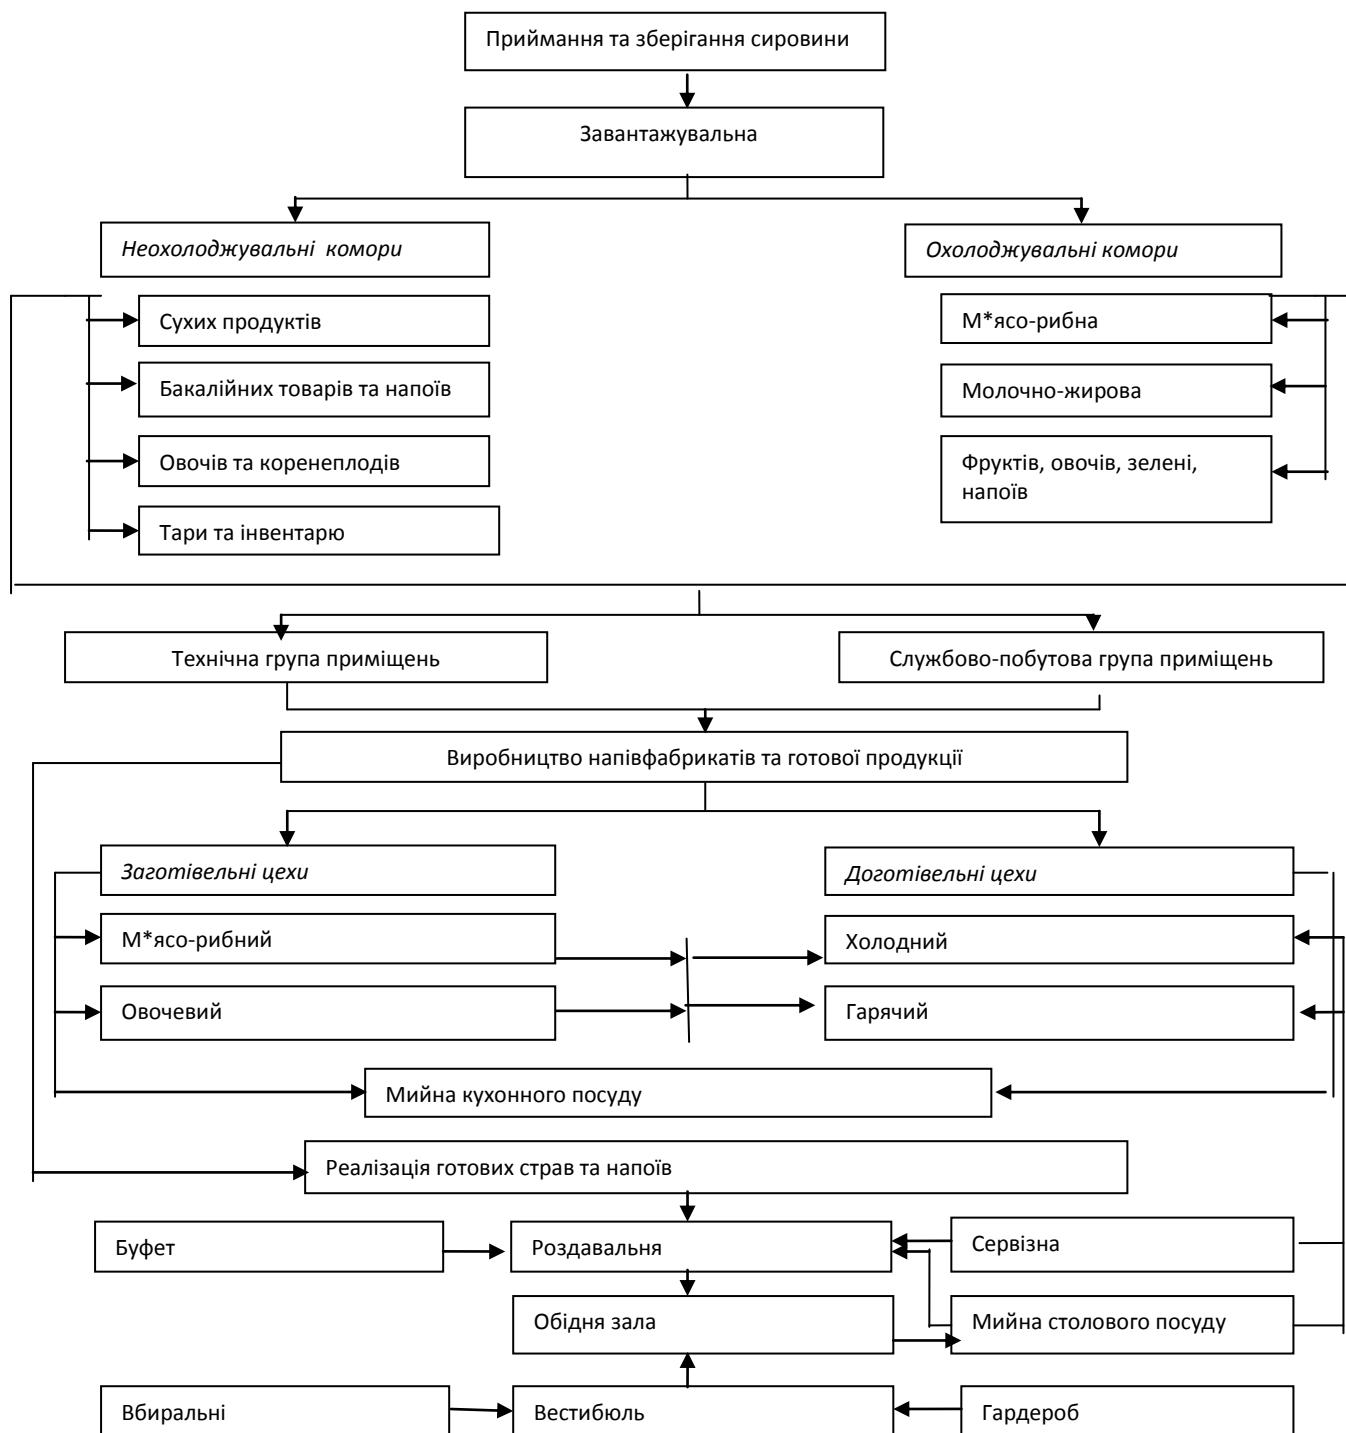 Приймання та зберігання сировини
Завантажувальна
Неохолоджувальні комори
Охолоджувальні комори
Сухих продуктів
М*ясо-рибна
Бакалійних товарів та напоїв
Молочно-жирова
Овочів та коренеплодів
Фруктів, овочів, зелені,
напоїв
Тари та інвентарю
Технічна група приміщень
Службово-побутова група приміщень
Виробництво напівфабрикатів та готової продукції
Заготівельні цехи
Доготівельні цехи
М*ясо-рибний
Холодний
Овочевий
Гарячий
Мийна кухонного посуду
Реалізація готових страв та напоїв
Буфет
Роздавальня
Сервізна
Обідня зала
Мийна столового посуду
Вбиральні
Вестибюль
Гардероб